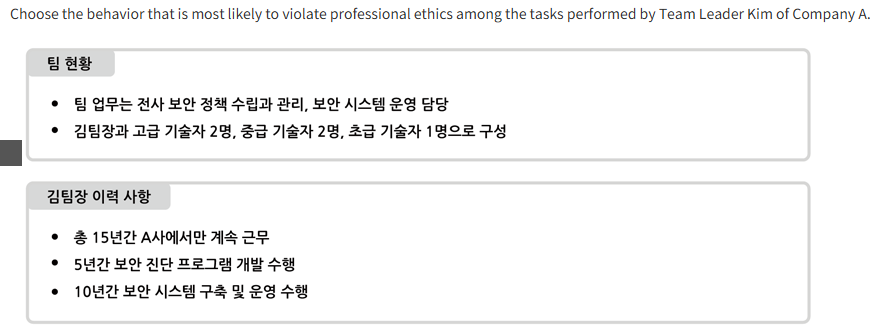 Choose the behavior that is most likely to violate professional ethics among the tasks performed by Team Leader Kim of Company A.
팀 현황
• 팀 업무는 전사 보안 정책 수립과 관리, 보안 시스템 운영 담당
• 김팀장과 고급 기술자 2명, 중급 기술자 2명, 초급 기술자 1명으로 구성
김팀장 이력 사항
• 총 15년간 A사에서만 계속 근무
• 5년간 보안 진단 프로그램 개발 수행
• 10년간 보안 시스템 구축 및 운영 수행